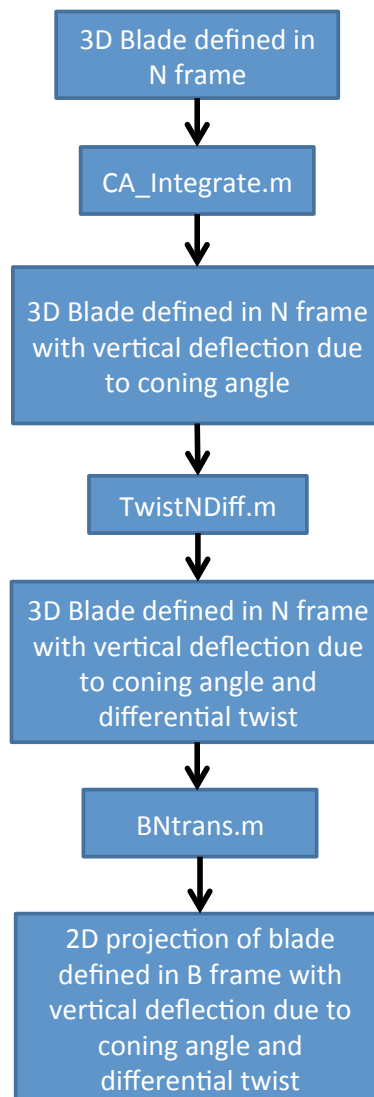 3D Blade defined in
N frame
CA_Integrate.m
3D Blade defined in N frame
with vertical deflection due
to coning angle
TwistNDiff.m
3D Blade defined in N frame
with vertical deflection due
to coning angle and
differential twist
BNtrans.m
2D projection of blade
defined in B frame with
vertical deflection due to
coning angle and
differential twist